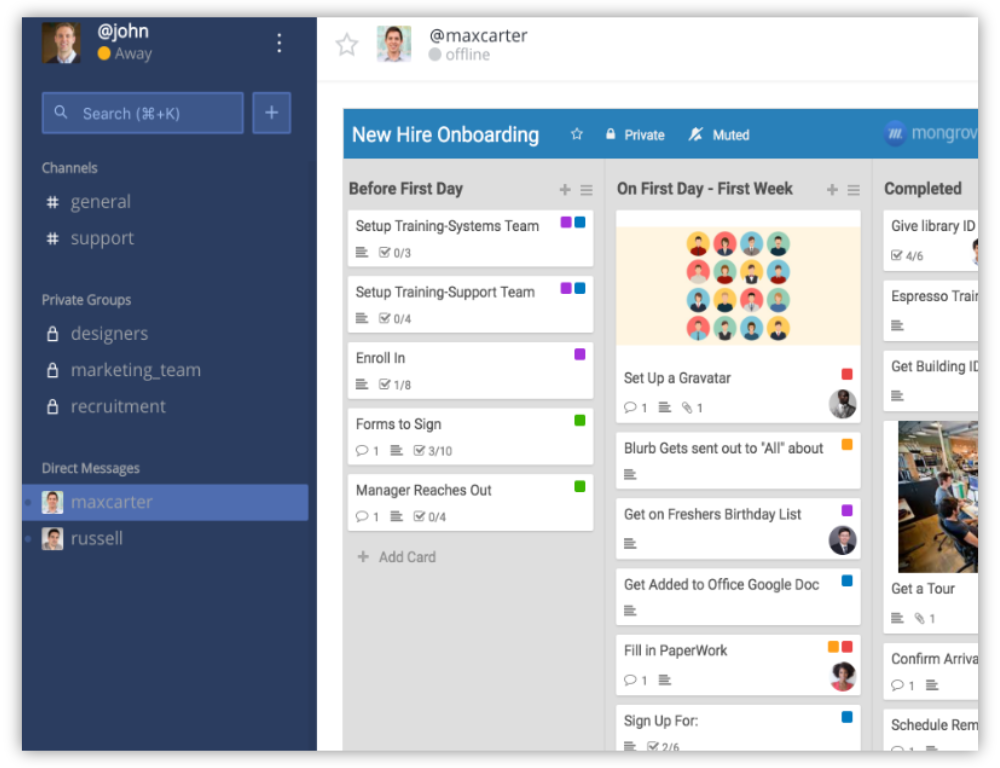 @john
Away
Search (⌘+K)
+
Channels
# general
# support
Private Groups
designers
marketing_team
recruitment
Direct Messages
maxcarter
russell
@maxcarter
offline
New Hire Onboarding
Private
Muted
m mongrov
Before First Day
Setup Training-Systems Team
0/3
Setup Training-Support Team
0/4
Enroll In
1/8
Forms to Sign
1 3/10
Manager Reaches Out
1 0/4
+ Add Card
On First Day - First Week
Set Up a Gravatar
1 1
Blurb Gets sent out to "All" about
Get on Freshers Birthday List
Get Added to Office Google Doc
Fill in PaperWork
1
Sign Up For:
2/6
Completed
Give library ID
4/6
Espresso Train
Get Building ID
Get a Tour
1
Confirm Arriva
1
Schedule Rem
1